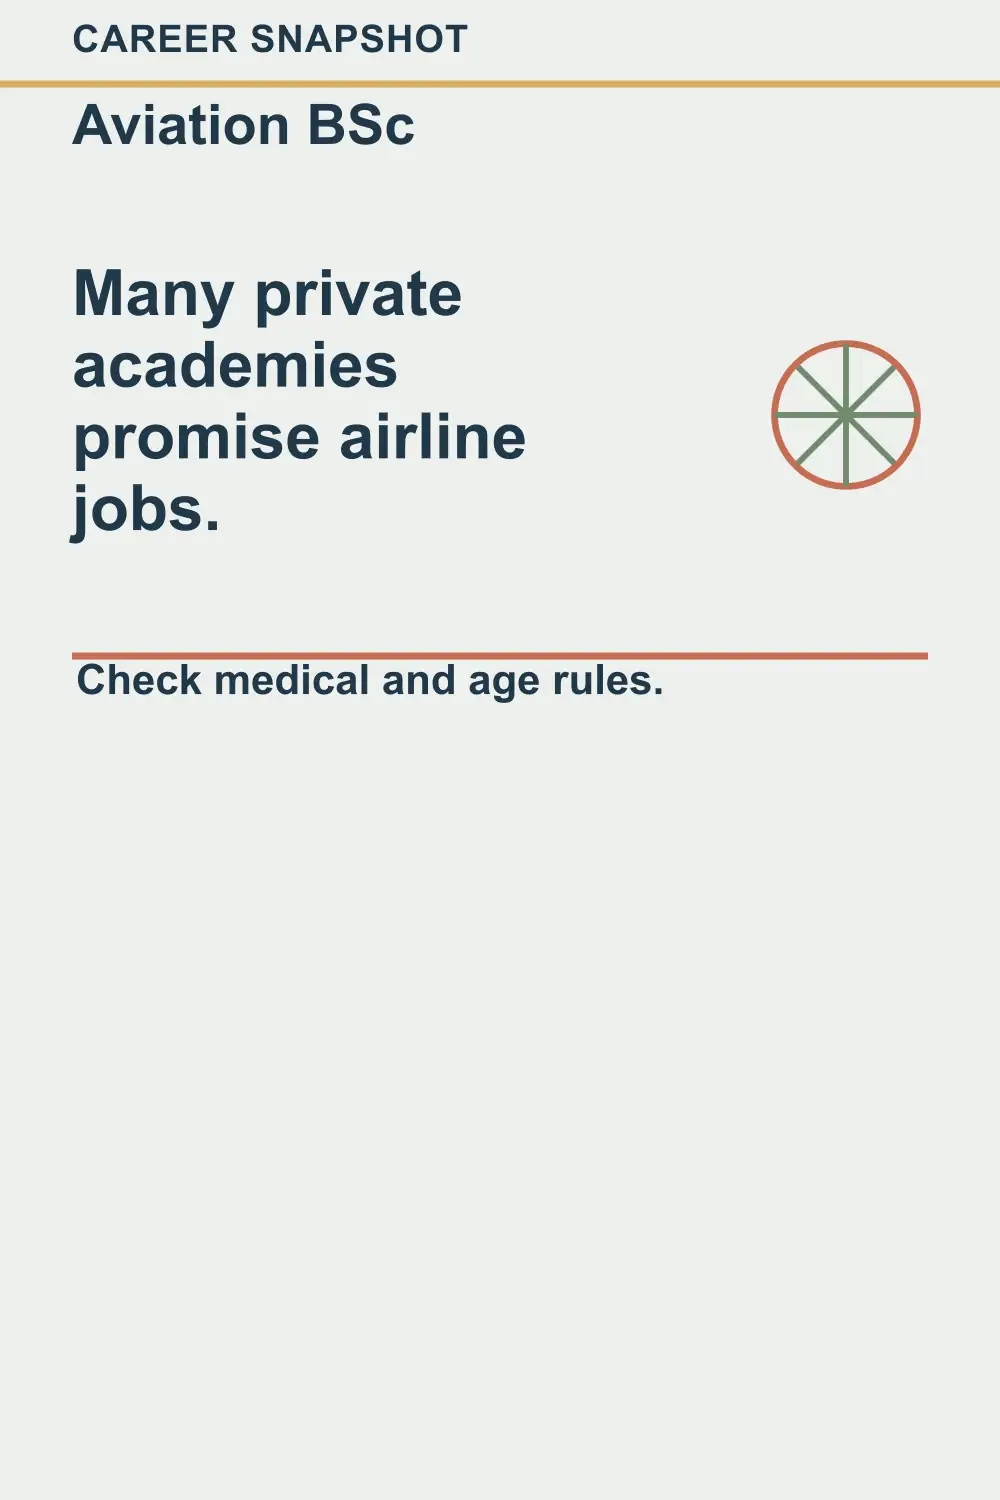 CAREER SNAPSHOT
Aviation BSc
Many private
academies
promise airline
jobs.
Check medical and age rules.